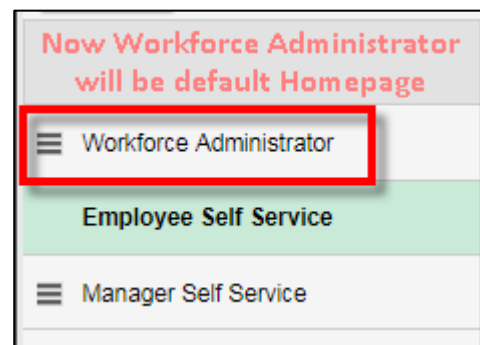 Now Workforce Administrator
will be default Homepage
Workforce Administrator
Employee Self Service
Manager Self Service